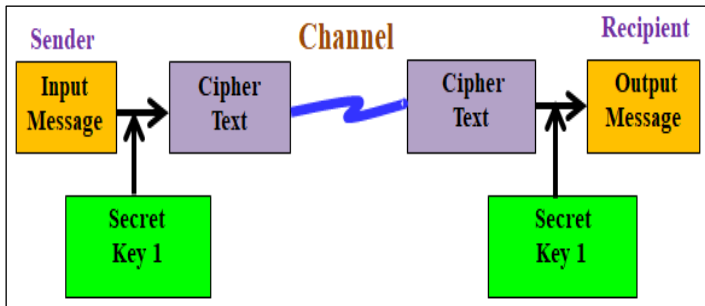 Sender
Channel
Recipient
Input
Message
Cipher
Text
Cipher
Text
Output
Message
Secret
Key 1
Secret
Key 1